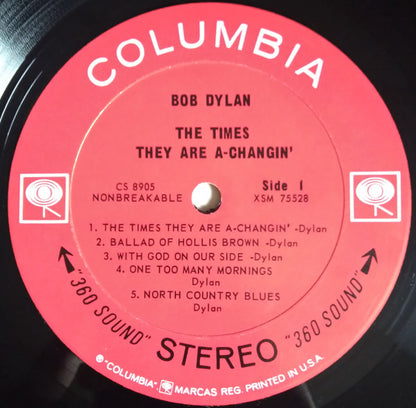 COLUMBIA
BOB DYLAN
THE TIMES
THEY ARE A-CHANGIN'
CS 8905
NONBREAKABLE
Side 1
XSM 75528
1. THE TIMES THEY ARE A-CHANGIN' -Dylan
2. BALLAD OF HOLLIS BROWN -Dylan
3. WITH GOD ON OUR SIDE -Dylan
4. ONE TOO MANY MORNINGS
Dylan
5. NORTH COUNTRY BLUES
Dylan
"360 SOUND" STEREO "360 SOUND"
® "COLUMBIA", MARCAS REG. PRINTED IN U.S.A.